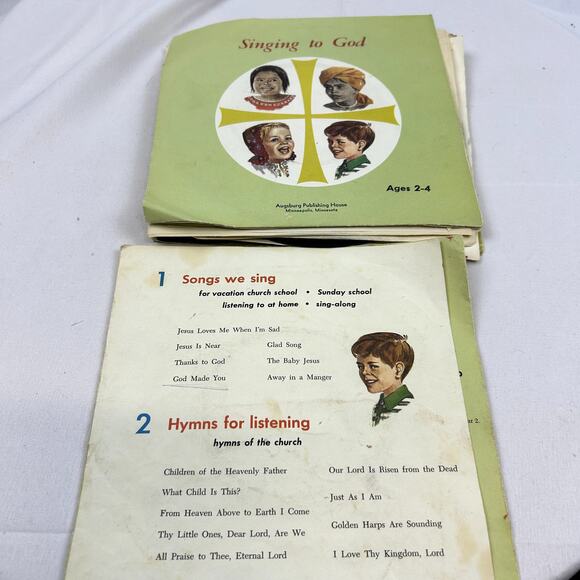 Singing to God
Ages 2-4
Augsburg Publishing House
Minneapolis, Minnesota
1 Songs we sing
for vacation church school • Sunday school
listening to at home • sing-along
Jesus Loves Me When I'm Sad
Jesus Is Near
Thanks to God
God Made You
Glad Song
The Baby Jesus
Away in a Manger
2 Hymns for listening
hymns of the church
Children of the Heavenly Father
What Child Is This?
From Heaven Above to Earth I Come
Thy Little Ones, Dear Lord, Are We
All Praise to Thee, Eternal Lord
Our Lord Is Risen from the Dead
Just As I Am
Golden Harps Are Sounding
I Love Thy Kingdom, Lord
2.